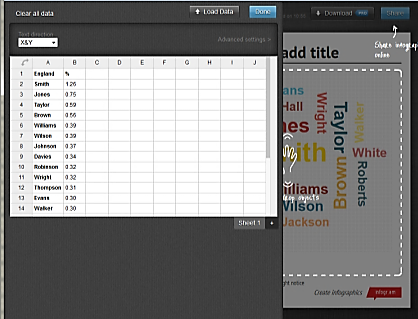 Clear all data
Load Data
Done
Text direction
X&Y
Advanced settings >
A B C D E F G H I J
1 England %
2 Smith 1.26
3 Jones 0.75
4 Taylor 0.59
5 Brown 0.56
6 Williams 0.39
7 Wilson 0.39
8 Johnson 0.37
9 Davies 0.34
10 Robinson 0.32
11 Wright 0.32
12 Thompson 0.31
13 Evans 0.30
14 Walker 0.30
Sheet 1 +
Download
Share
Share infograp
online
add title
ans
Hall
Wright
Taylor
Walker
nes
ith
White
Brown
Roberts
drop objects
illiams
Wilson
Jackson
ght notice
Create infographics
infogram